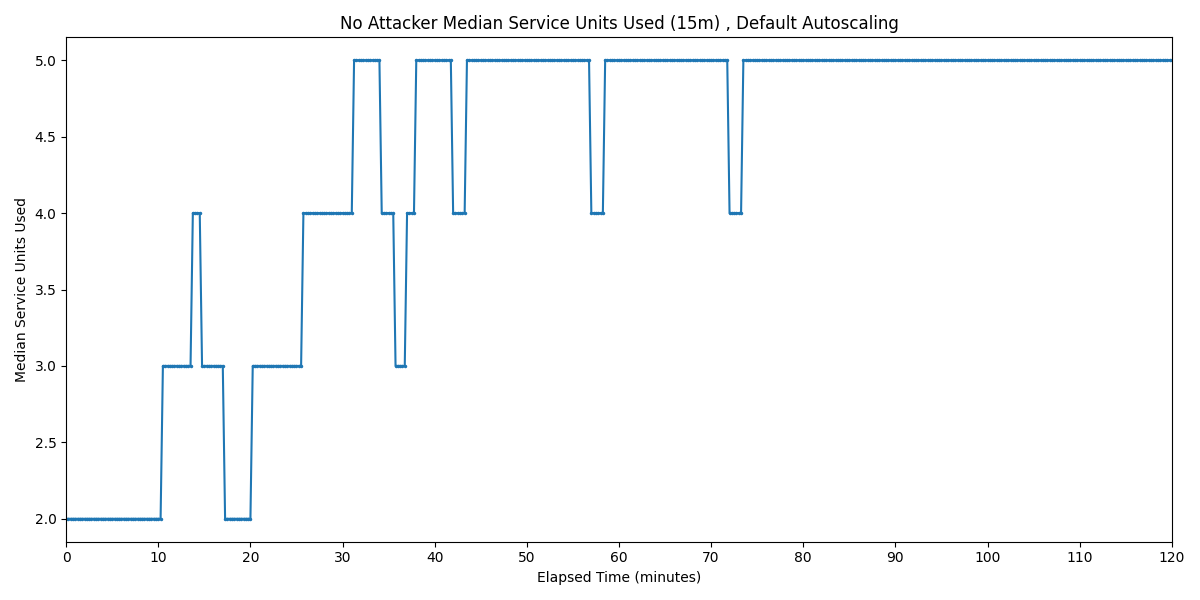 No Attacker Median Service Units Used (15m) , Default Autoscaling
5.0
4.5
4.0
3.5
3.0
2.5
2.0
Median Service Units Used
0 10 20 30 40 50 60 70 80 90 100 110 120
Elapsed Time (minutes)